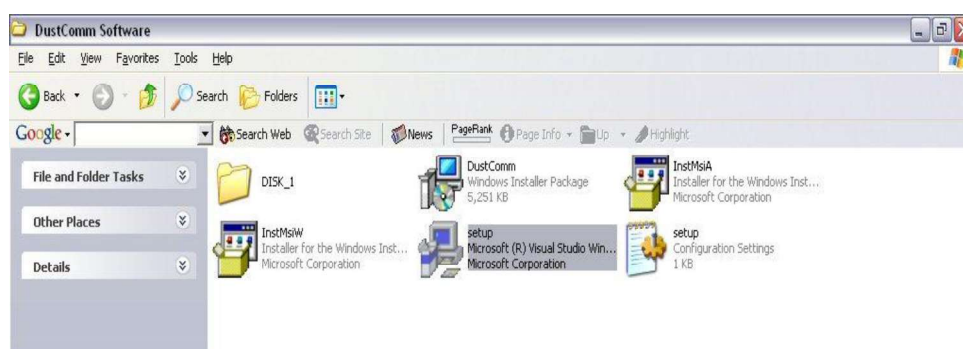 DustComm Software
File Edit View Favorites Tools Help
Back Search Folders
Google Search Web Search Site News PageRank Page Info Up Highlight
File and Folder Tasks
Other Places
Details
DISK_1
DustComm
Windows Installer Package
5,251 KB
InstMsiA
Installer for the Windows Inst...
Microsoft Corporation
InstMsiW
Installer for the Windows Inst...
Microsoft Corporation
setup
Microsoft (R) Visual Studio Win...
Microsoft Corporation
setup
Configuration Settings
1 KB